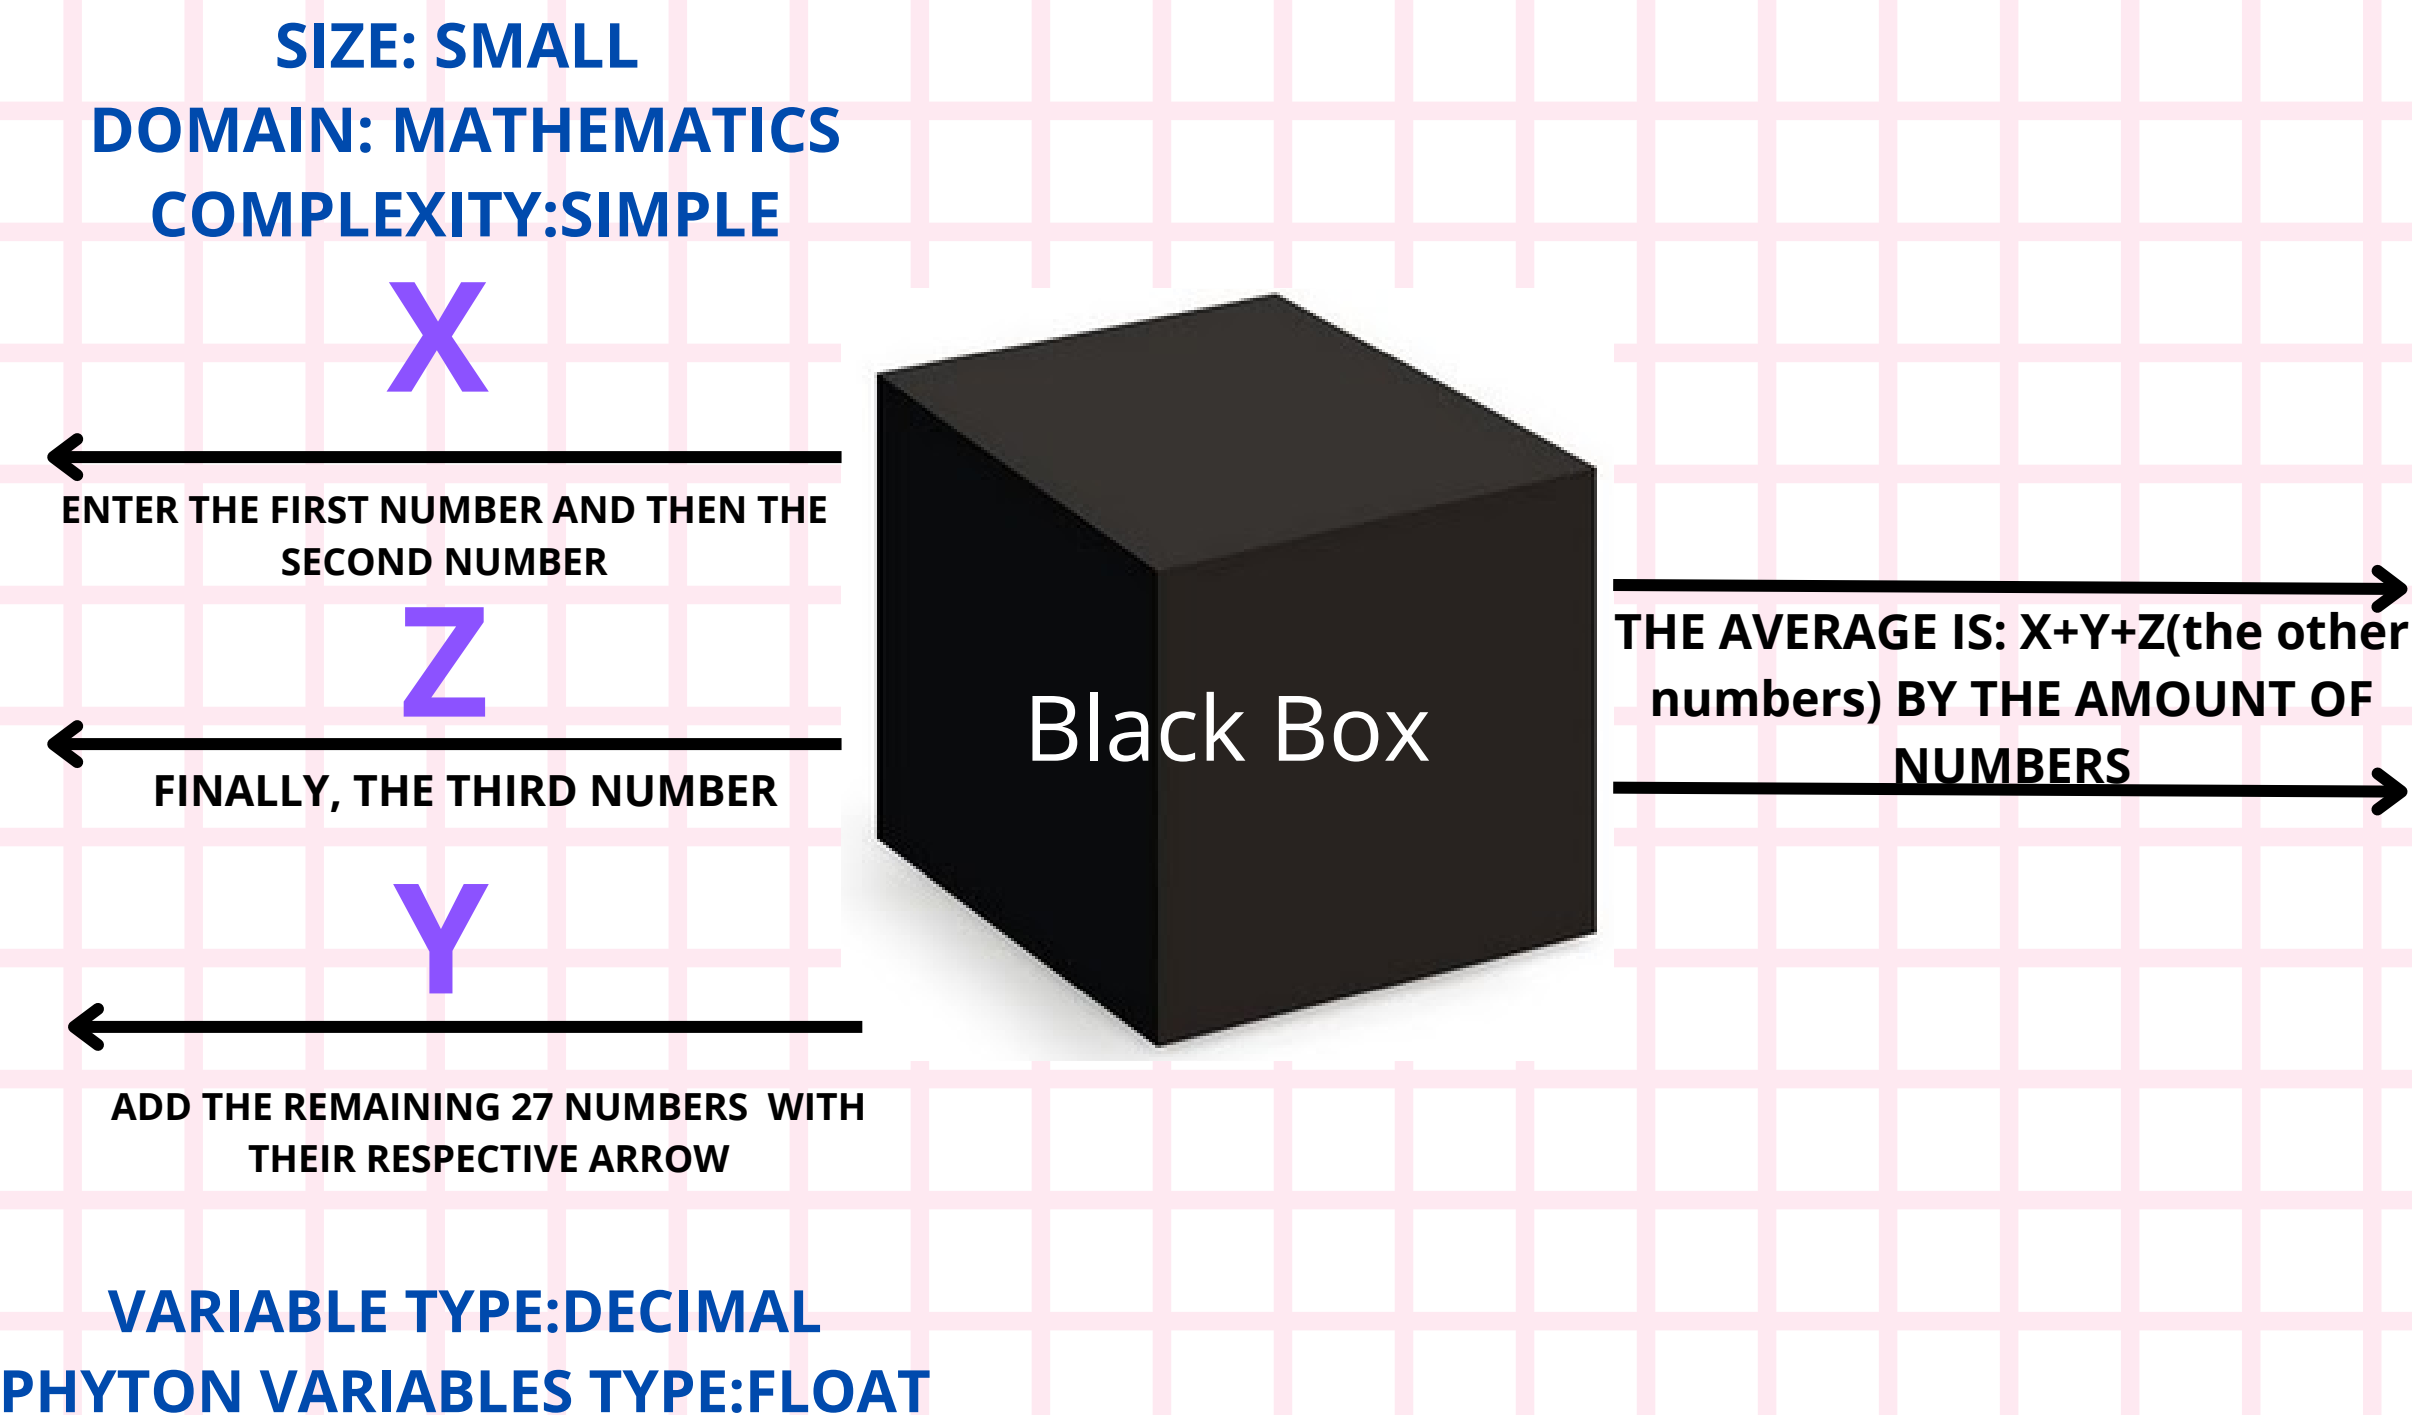 SIZE: SMALL
DOMAIN: MATHEMATICS
COMPLEXITY:SIMPLE
X
ENTER THE FIRST NUMBER AND THEN THE
SECOND NUMBER
Z
FINALLY, THE THIRD NUMBER
Y
ADD THE REMAINING 27 NUMBERS WITH
THEIR RESPECTIVE ARROW
VARIABLE TYPE:DECIMAL
PHYTON VARIABLES TYPE:FLOAT
Black Box
THE AVERAGE IS: X+Y+Z(the other
numbers) BY THE AMOUNT OF
NUMBERS